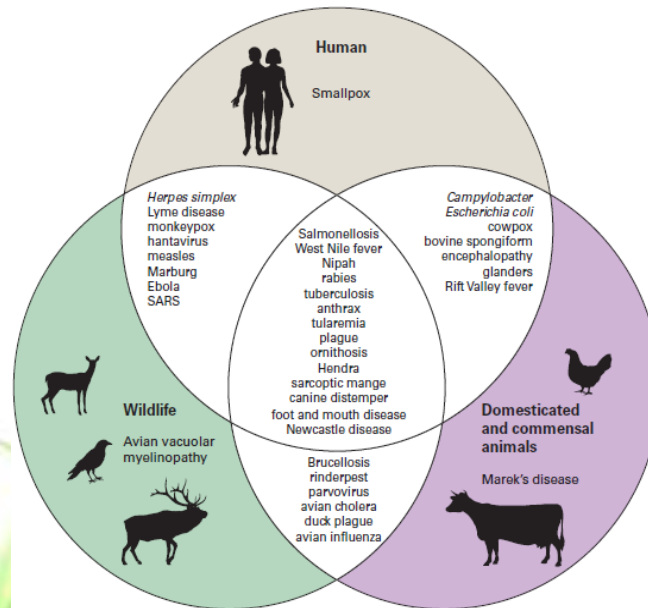 Human
Smallpox
Herpes simplex
Lyme disease
monkeypox
hantavirus
measles
Marburg
Ebola
SARS
Salmonellosis
West Nile fever
Nipah
rabies
tuberculosis
anthrax
tularemia
plague
ornithosis
Hendra
sarcoptic mange
canine distemper
foot and mouth disease
Newcastle disease
Campylobacter
Escherichia coli
cowpox
bovine spongiform
encephalopathy
glanders
Rift Valley fever
Wildlife
Avian vacuolar
myelinopathy
Brucellosis
rinderpest
parvovirus
avian cholera
duck plague
avian influenza
Domesticated
and commensal
animals
Marek's disease